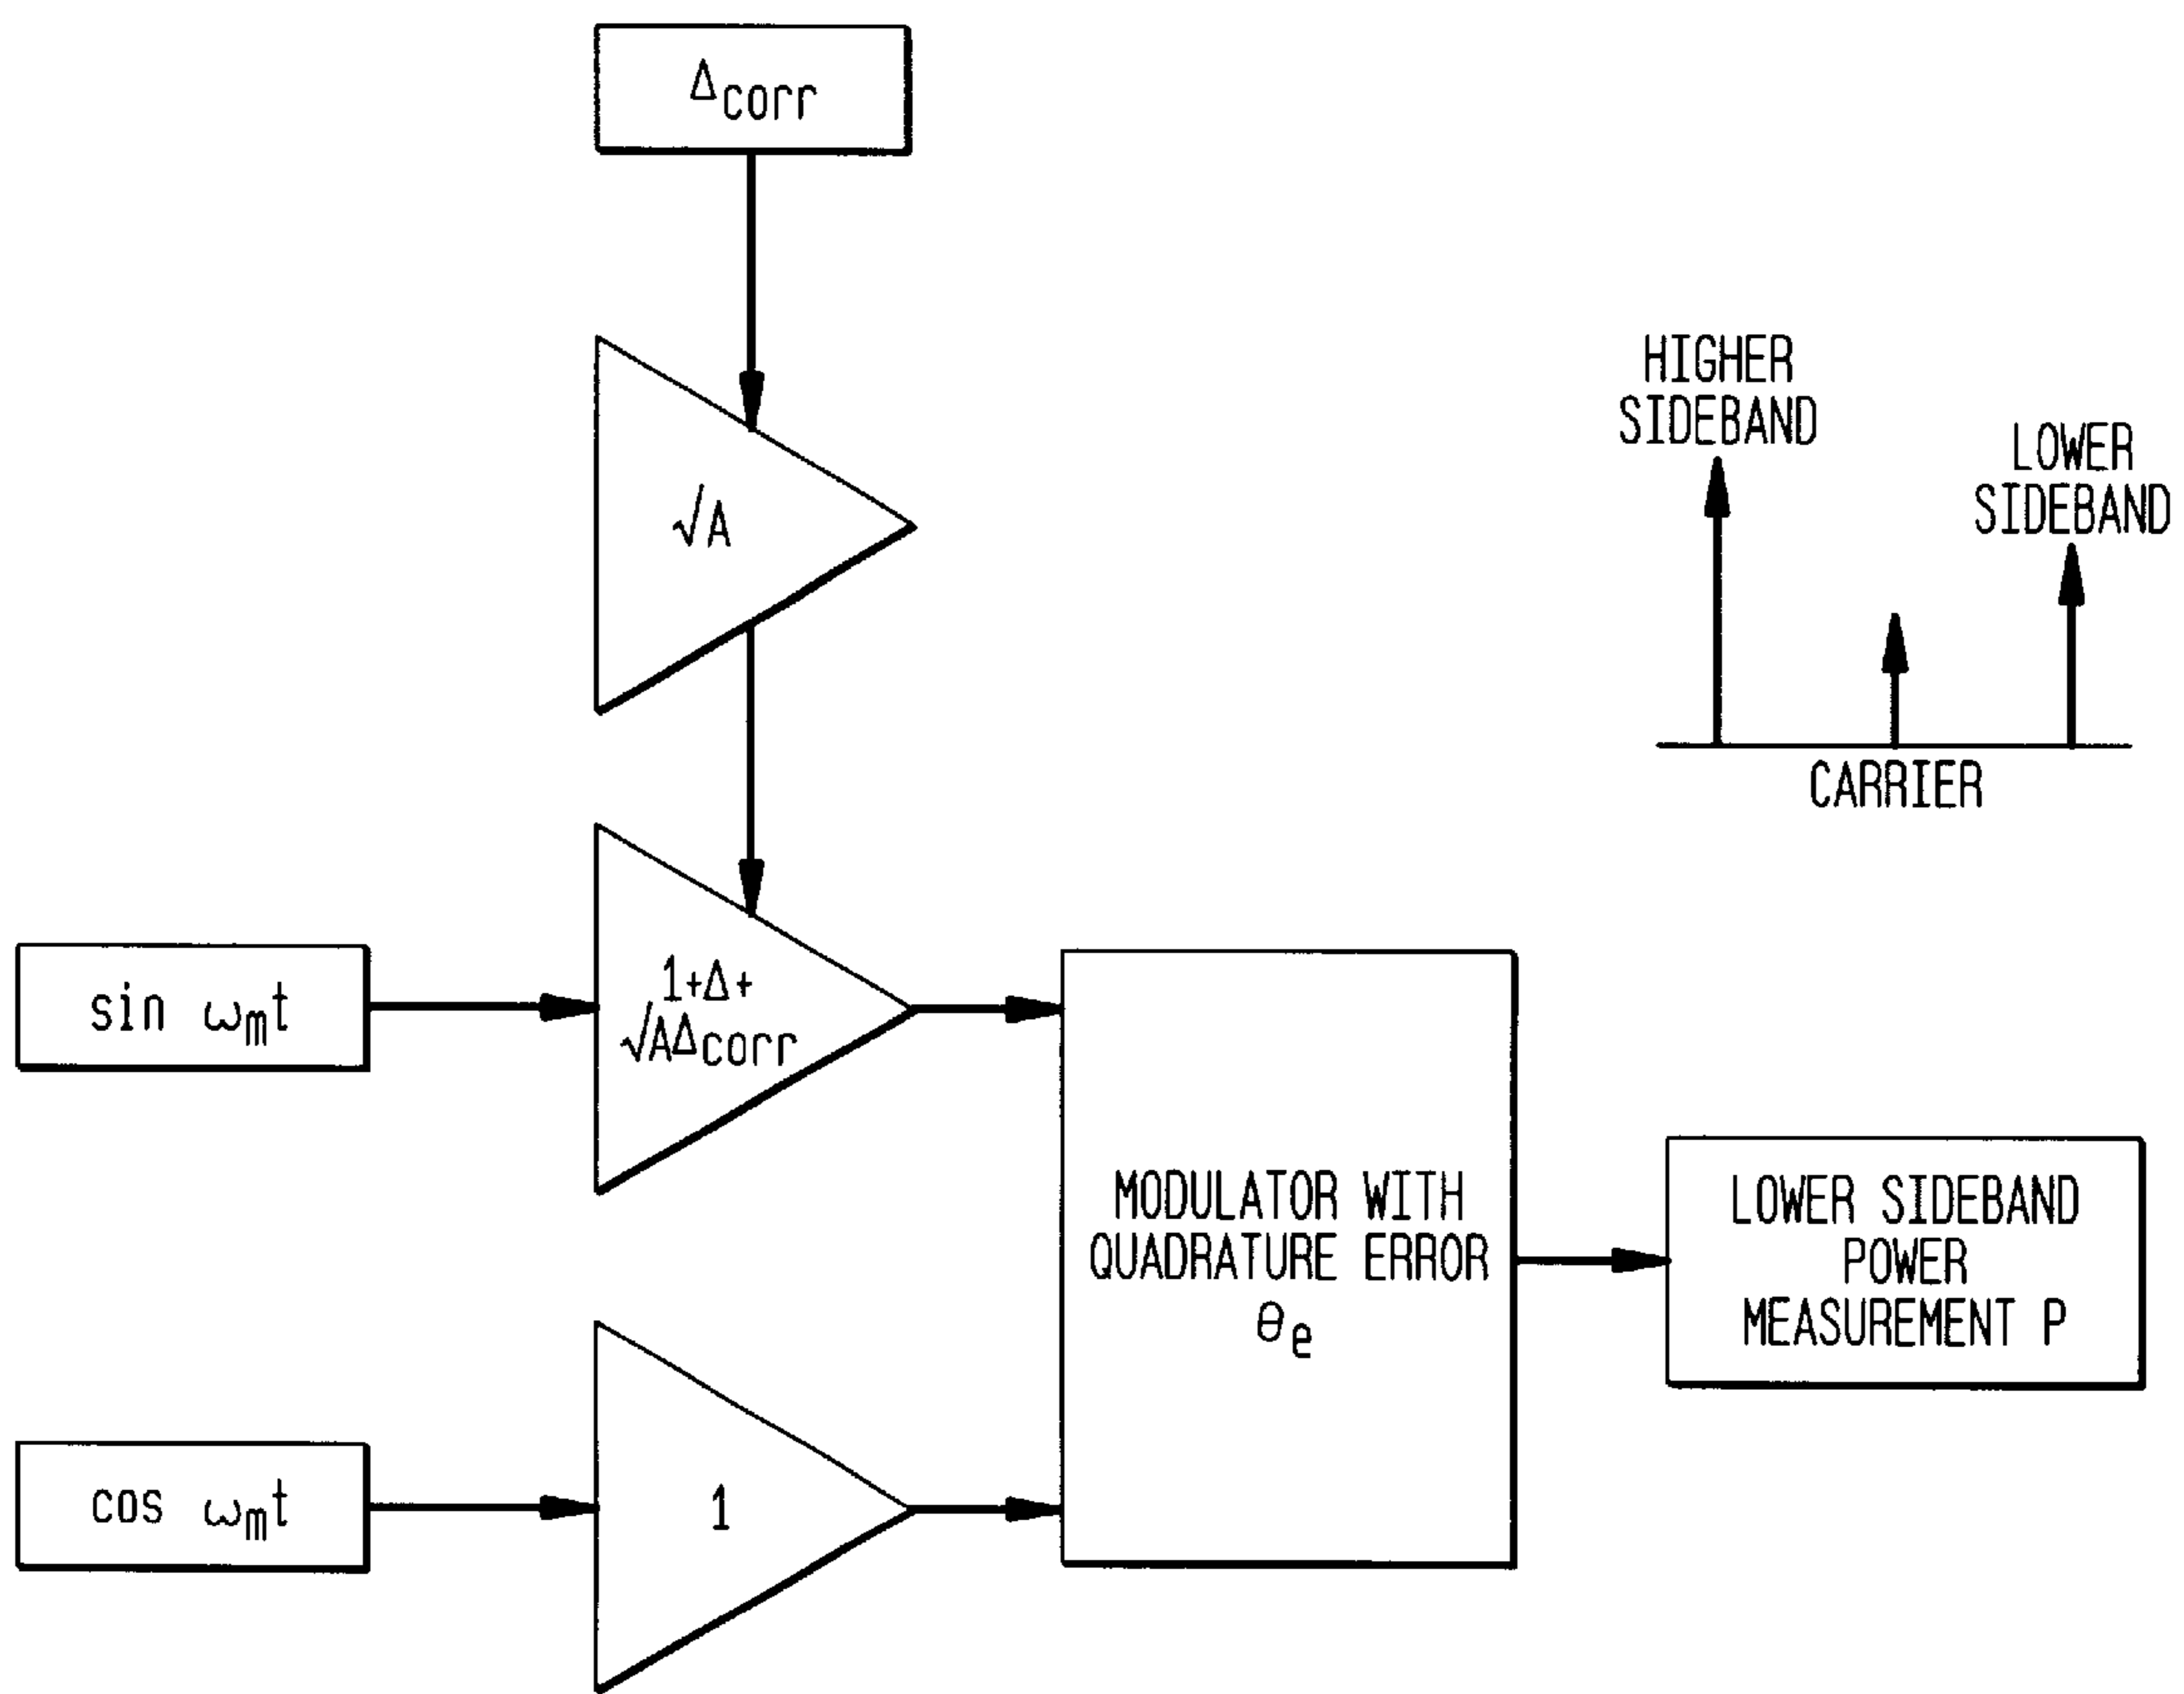 Δcorr
√A
HIGHER
SIDEBAND
LOWER
SIDEBAND
CARRIER
sin ωmt
1+Δ+
√AΔcorr
MODULATOR WITH
QUADRATURE ERROR
θe
LOWER SIDEBAND
POWER
MEASUREMENT P
cos ωmt
1